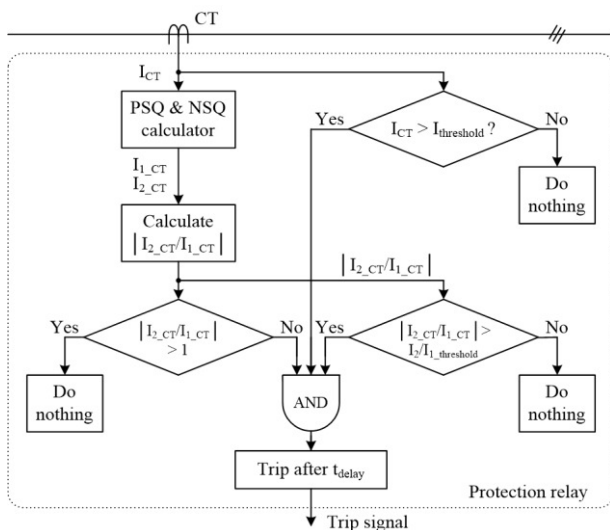 CT
I_CT
PSQ & NSQ
calculator
Yes
I_CT > I_threshold ?
No
Do
nothing
I_1_CT
I_2_CT
Calculate
|I_2_CT/I_1_CT|
|I_2_CT/I_1_CT|
Yes
|I_2_CT/I_1_CT|
> 1
No
Yes
|I_2_CT/I_1_CT| >
I_2/I_1_threshold
No
Do
nothing
AND
Do
nothing
Trip after t_delay
Protection relay
Trip signal